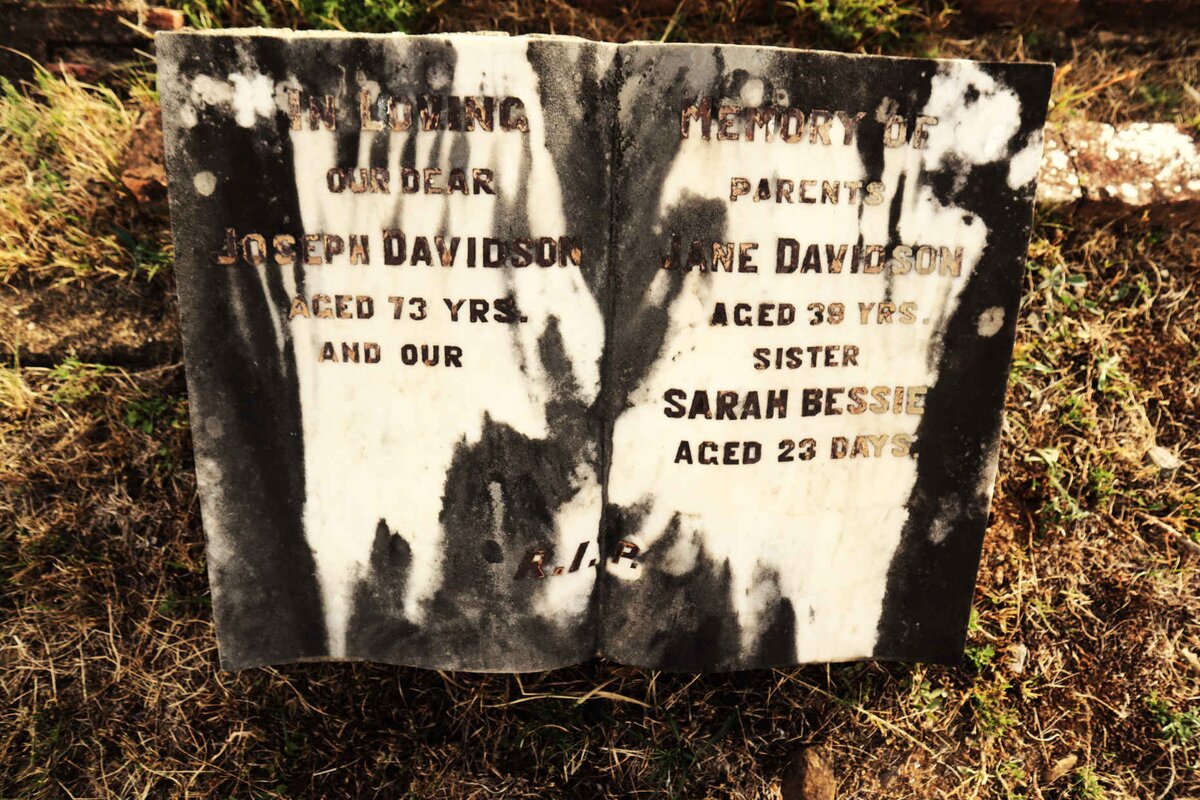 IN LOVING MEMORY OF
OUR DEAR PARENTS
JOSEPH DAVIDSON JANE DAVIDSON
AGED 73 YRS. AGED 39 YRS.
AND OUR SISTER
SARAH BESSIE
AGED 23 DAYS.
R.I.P.